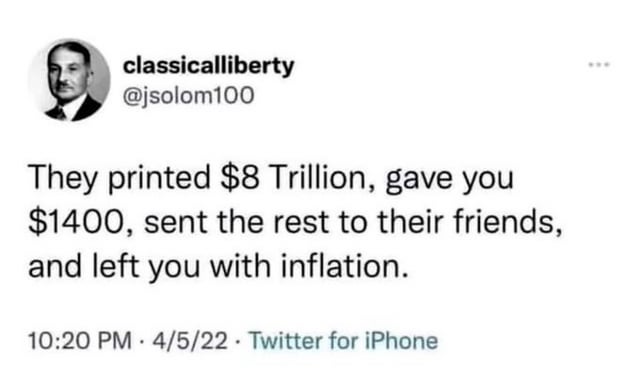 classicalliberty
@jsolom100
They printed $8 Trillion, gave you
$1400, sent the rest to their friends,
and left you with inflation.
10:20 PM · 4/5/22 · Twitter for iPhone